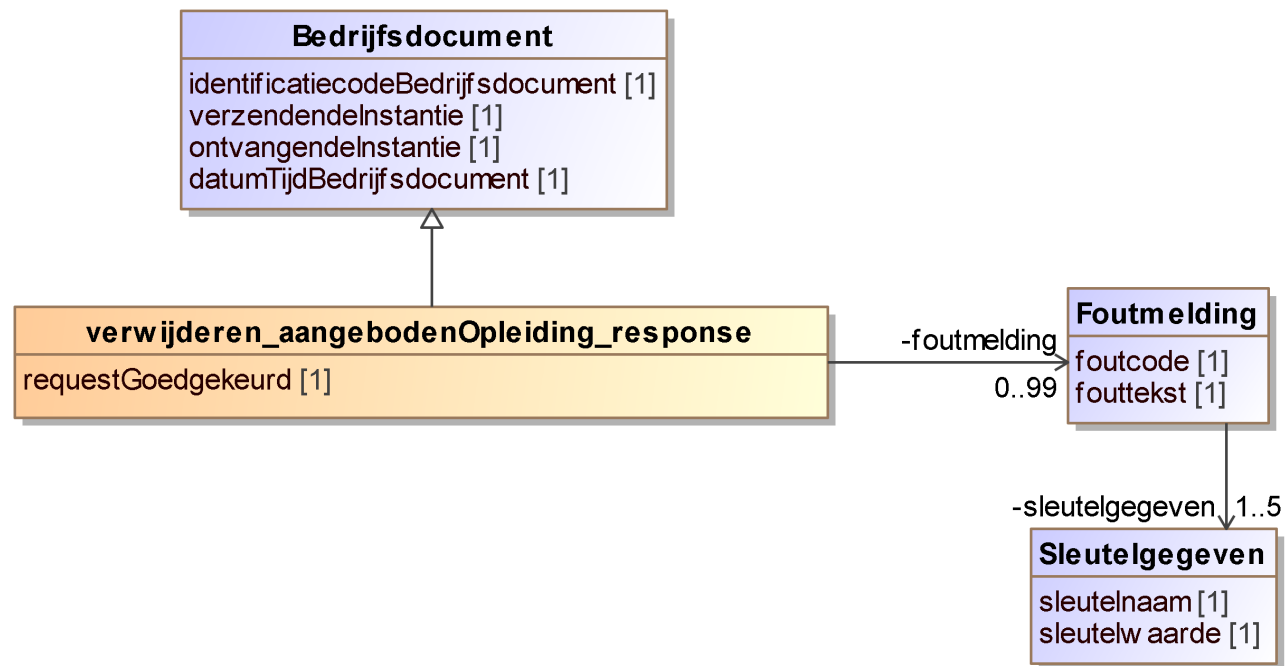 Bedrijfsdocument
identificatiecodeBedrijfsdocument [1]
verzendendeInstantie [1]
ontvangendeInstantie [1]
datumTijdBedrijfsdocument [1]
verwijderen_aangebodenOpleiding_response
requestGoedgekeurd [1]
-foutmelding
0..99
Foutmelding
foutcode [1]
fouttekst [1]
-sleutelgegeven 1..5
Sleutelgegeven
sleutelnaam [1]
sleutelwaarde [1]